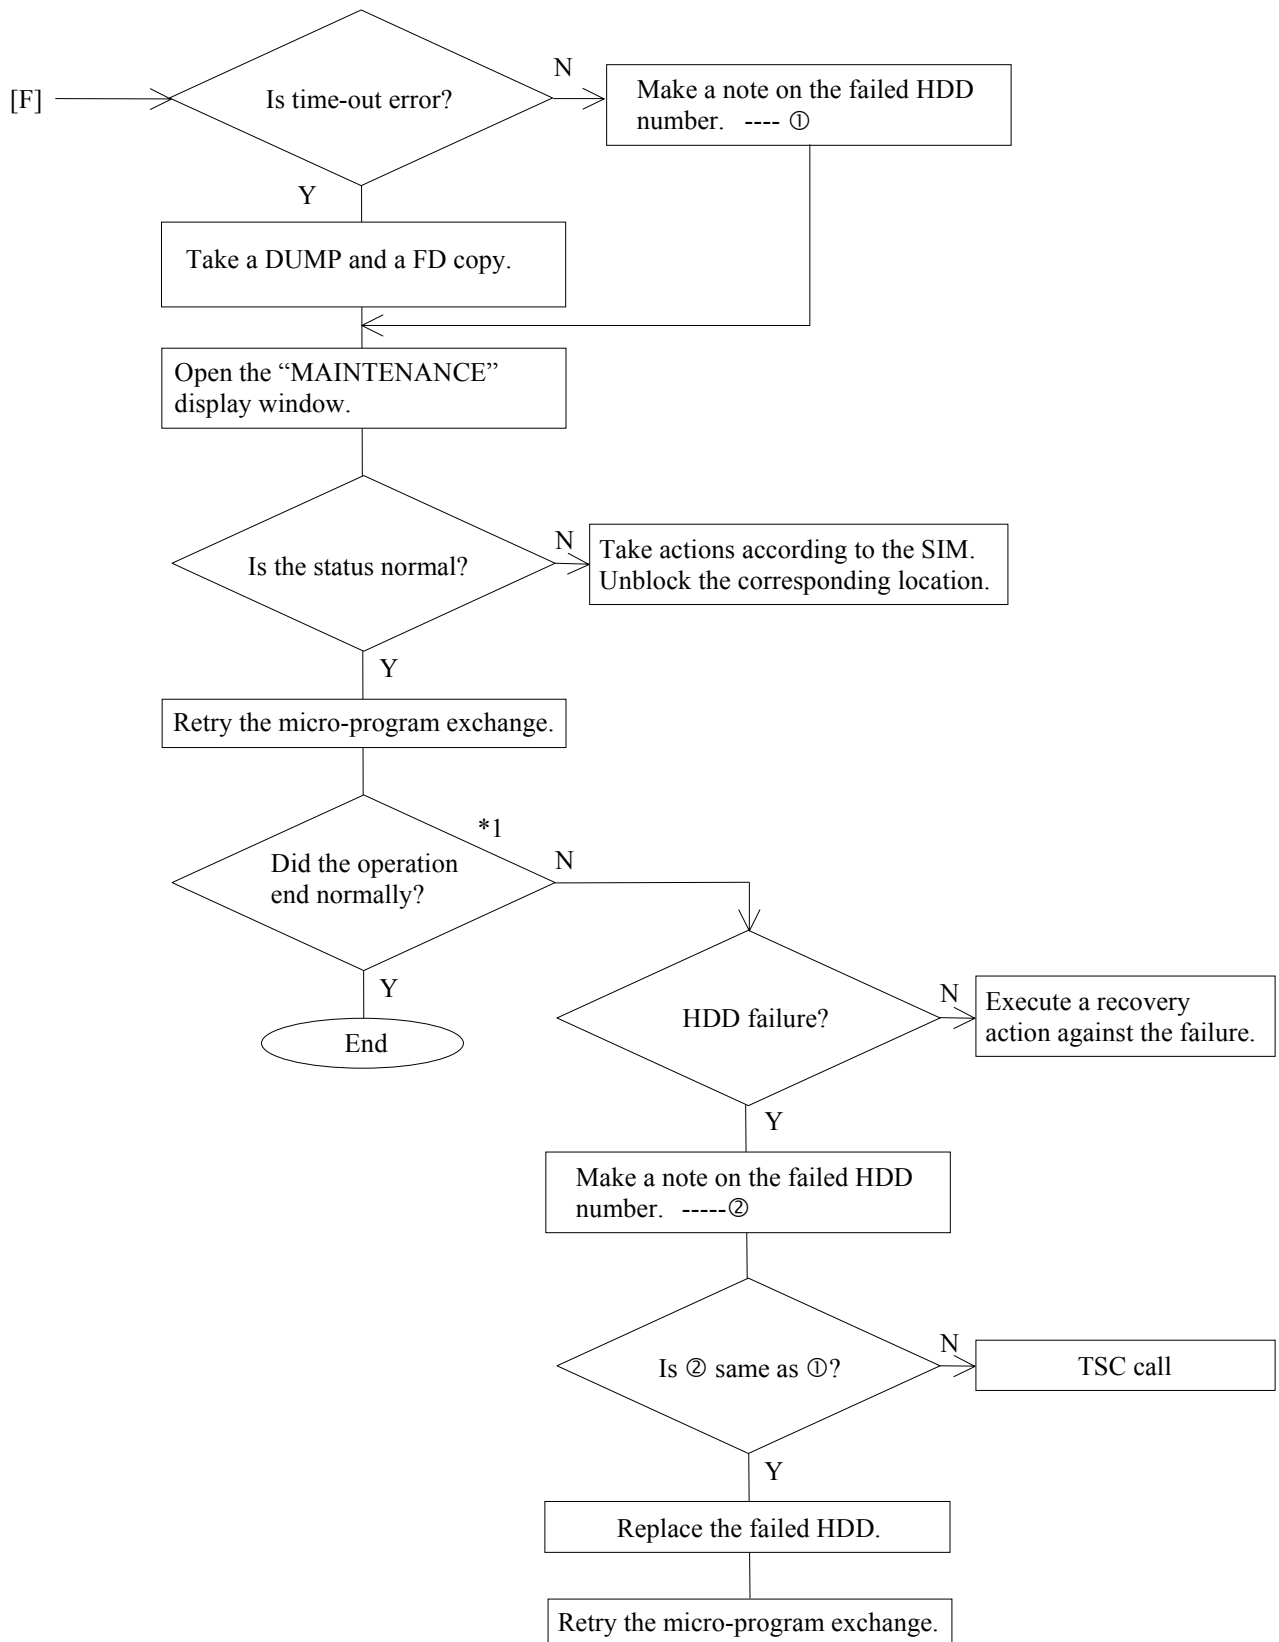 [F]
Is time-out error?
N
Make a note on the failed HDD
number. ---- ①
Y
Take a DUMP and a FD copy.
Open the “MAINTENANCE”
display window.
Is the status normal?
N
Take actions according to the SIM.
Unblock the corresponding location.
Y
Retry the micro-program exchange.
*1
Did the operation
end normally?
N
Y
End
HDD failure?
N
Execute a recovery
action against the failure.
Y
Make a note on the failed HDD
number. -----②
Is ② same as ①?
N
TSC call
Y
Replace the failed HDD.
Retry the micro-program exchange.